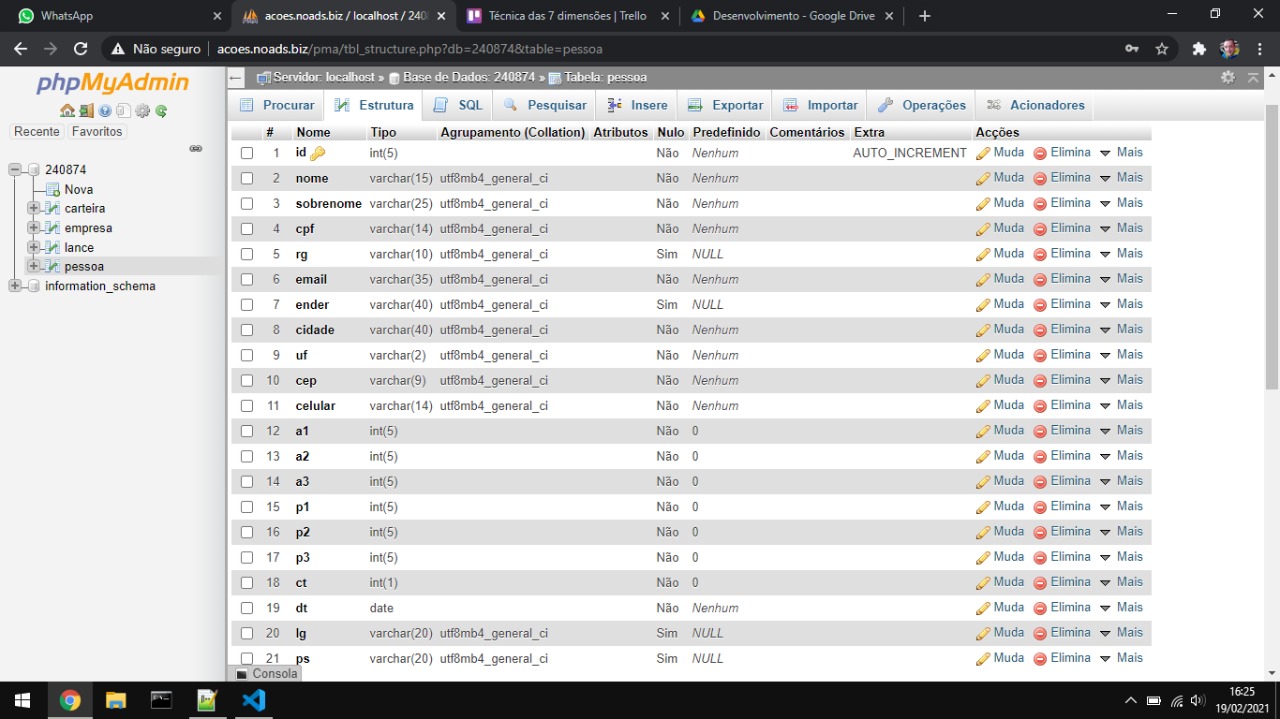 WhatsApp
acoes.noads.biz / localhost / 240
Técnica das 7 dimensões | Trello
Desenvolvimento - Google Drive
Não seguro
acoes.noads.biz/pma/tbl_structure.php?db=240874&table=pessoa
phpMyAdmin
Recente Favoritos
240874
Nova
carteira
empresa
lance
pessoa
information_schema
Servidor: localhost » Base de Dados: 240874 » Tabela: pessoa
Procurar Estrutura SQL Pesquisar Insere Exportar Importar Operações Acionadores
# Nome Tipo Agrupamento (Collation) Atributos Nulo Predefinido Comentários Extra Acções
1 id int(5) Não Nenhum AUTO_INCREMENT Muda Elimina Mais
2 nome varchar(15) utf8mb4_general_ci Não Nenhum Muda Elimina Mais
3 sobrenome varchar(25) utf8mb4_general_ci Não Nenhum Muda Elimina Mais
4 cpf varchar(14) utf8mb4_general_ci Não Nenhum Muda Elimina Mais
5 rg varchar(10) utf8mb4_general_ci Sim NULL Muda Elimina Mais
6 email varchar(35) utf8mb4_general_ci Não Nenhum Muda Elimina Mais
7 ender varchar(40) utf8mb4_general_ci Sim NULL Muda Elimina Mais
8 cidade varchar(40) utf8mb4_general_ci Não Nenhum Muda Elimina Mais
9 uf varchar(2) utf8mb4_general_ci Não Nenhum Muda Elimina Mais
10 cep varchar(9) utf8mb4_general_ci Não Nenhum Muda Elimina Mais
11 celular varchar(14) utf8mb4_general_ci Não Nenhum Muda Elimina Mais
12 a1 int(5) Não 0 Muda Elimina Mais
13 a2 int(5) Não 0 Muda Elimina Mais
14 a3 int(5) Não 0 Muda Elimina Mais
15 p1 int(5) Não 0 Muda Elimina Mais
16 p2 int(5) Não 0 Muda Elimina Mais
17 p3 int(5) Não 0 Muda Elimina Mais
18 ct int(1) Não 0 Muda Elimina Mais
19 dt date Não Nenhum Muda Elimina Mais
20 lg varchar(20) utf8mb4_general_ci Sim NULL Muda Elimina Mais
21 ps varchar(20) utf8mb4_general_ci Sim NULL Muda Elimina Mais
Consola
16:25
19/02/2021